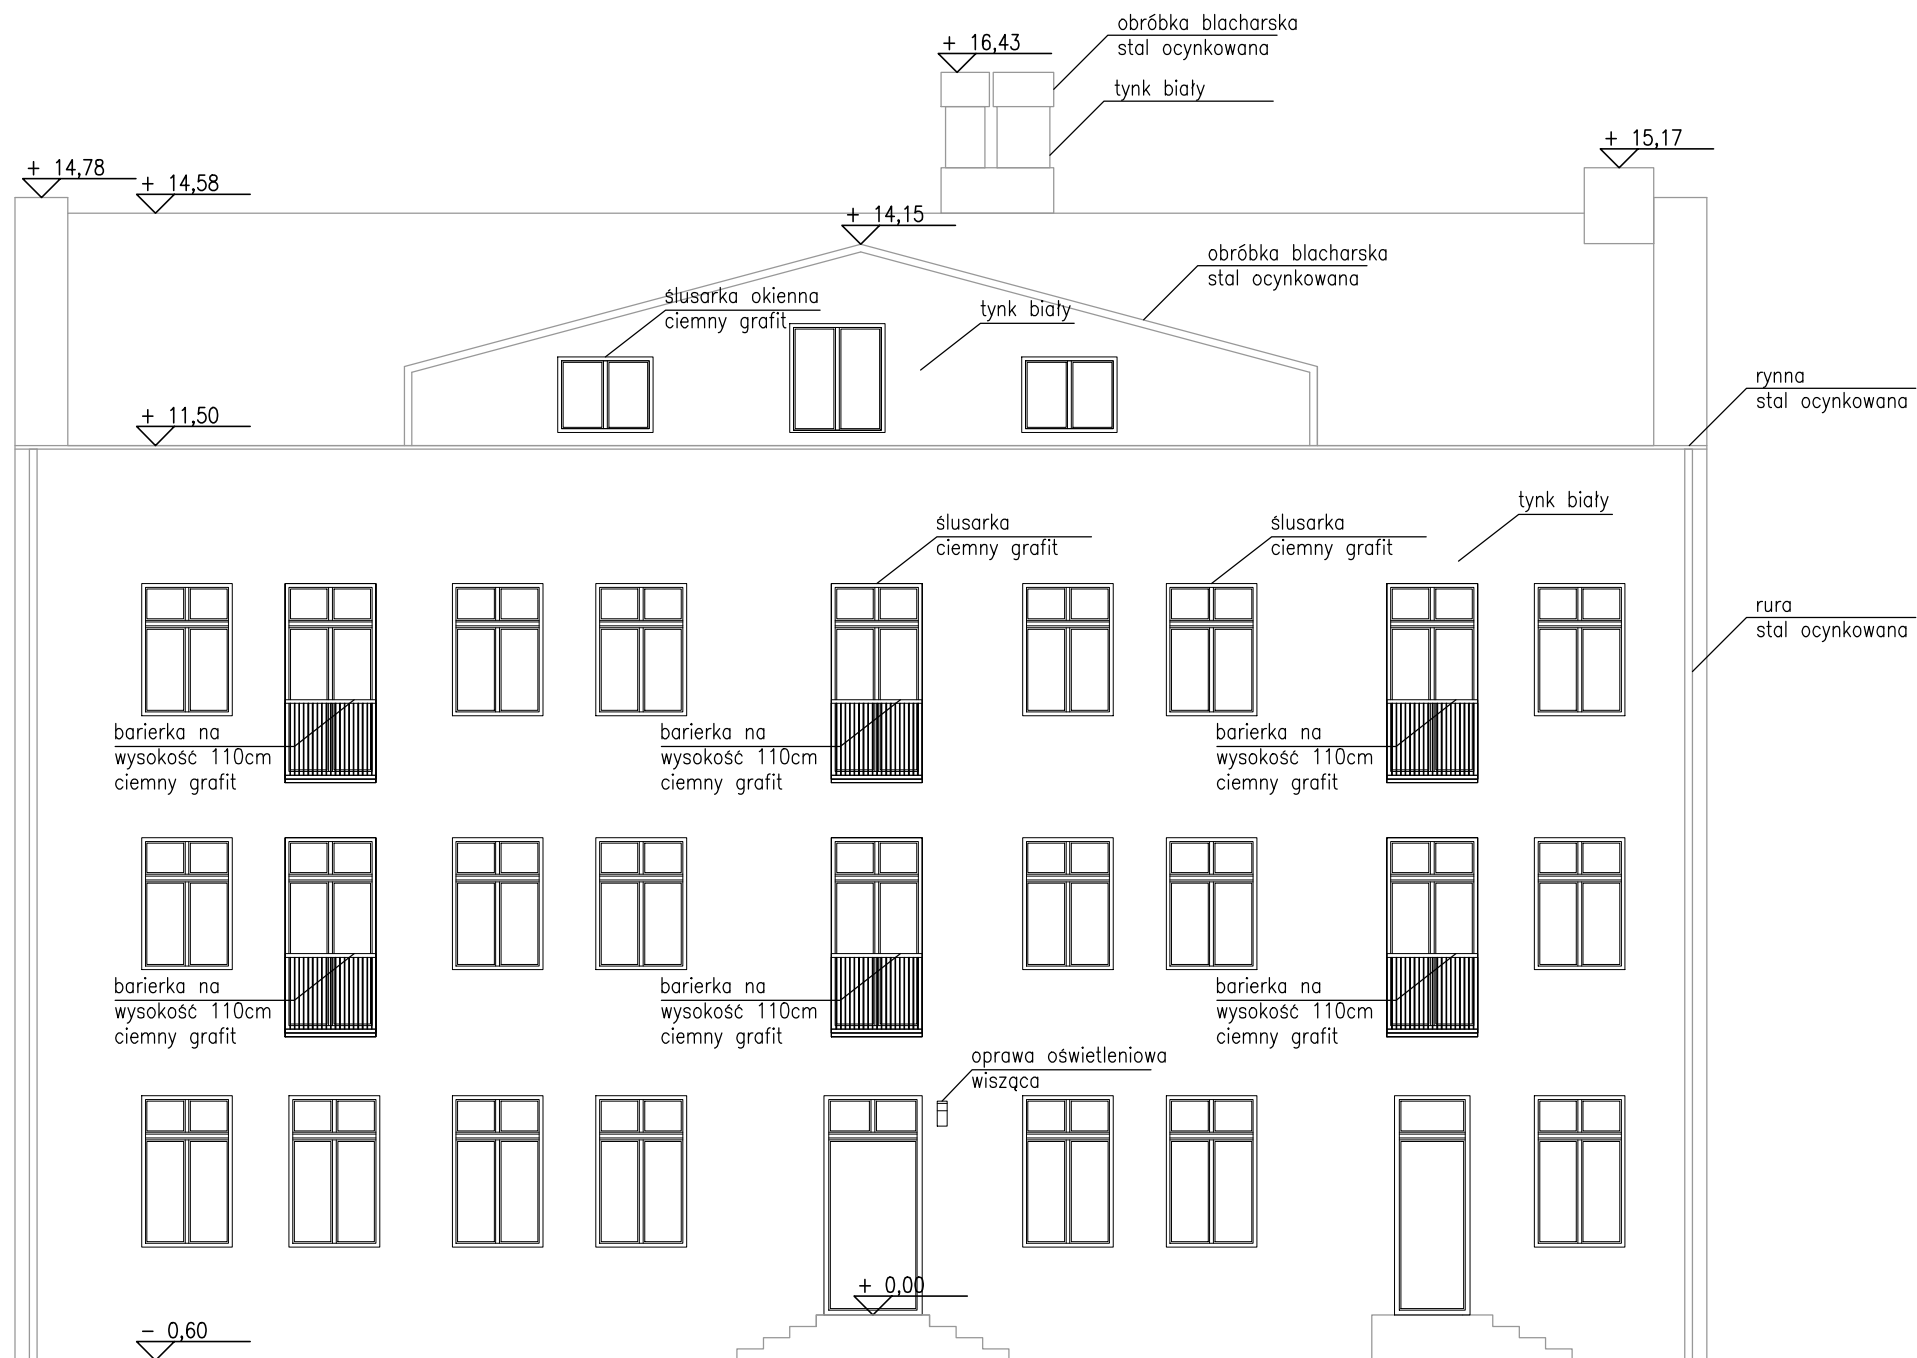 obróbka blacharska
stal ocynkowana
+ 16,43
tynk biały
+ 15,17
+ 14,78
+ 14,58
+ 14,15
obróbka blacharska
stal ocynkowana
ślusarka okienna
ciemny grafit
tynk biały
rynna
stal ocynkowana
+ 11,50
tynk biały
ślusarka
ciemny grafit
ślusarka
ciemny grafit
rura
stal ocynkowana
barierka na
wysokość 110cm
ciemny grafit
barierka na
wysokość 110cm
ciemny grafit
barierka na
wysokość 110cm
ciemny grafit
barierka na
wysokość 110cm
ciemny grafit
barierka na
wysokość 110cm
ciemny grafit
barierka na
wysokość 110cm
ciemny grafit
oprawa oświetleniowa
wisząca
+ 0,00
- 0,60